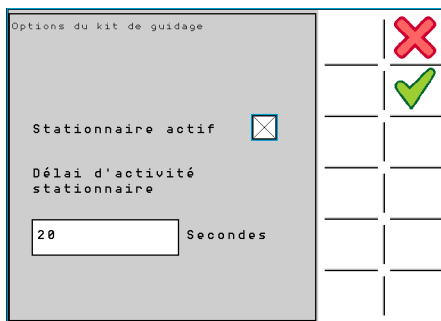 Options du kit de guidage
Stationnaire actif
Délai d'activité
stationnaire
20 Secondes